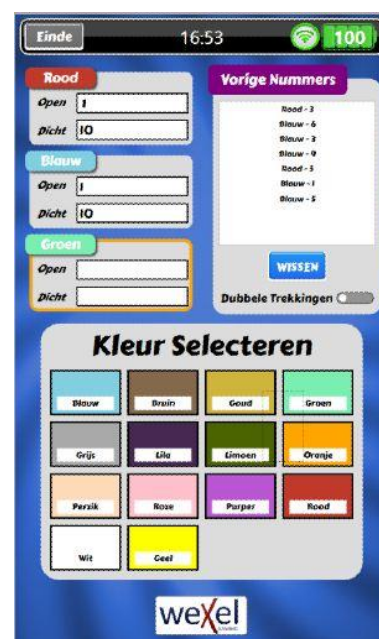 Einde 16:53 100
Rood
Open 1
Dicht 10
Blauw
Open 1
Dicht 10
Groen
Open
Dicht
Vorige Nummers
Rood - 3
Blauw - 6
Blauw - 3
Blauw - 9
Rood - 5
Blauw - 1
Blauw - 5
WISSEN
Dubbele Trekkingen
Kleur Selecteren
Blauw Bruin Goud Groen
Grijs Lila Limoen Oranje
Perzik Roze Purper Rood
Wit Geel
weXel